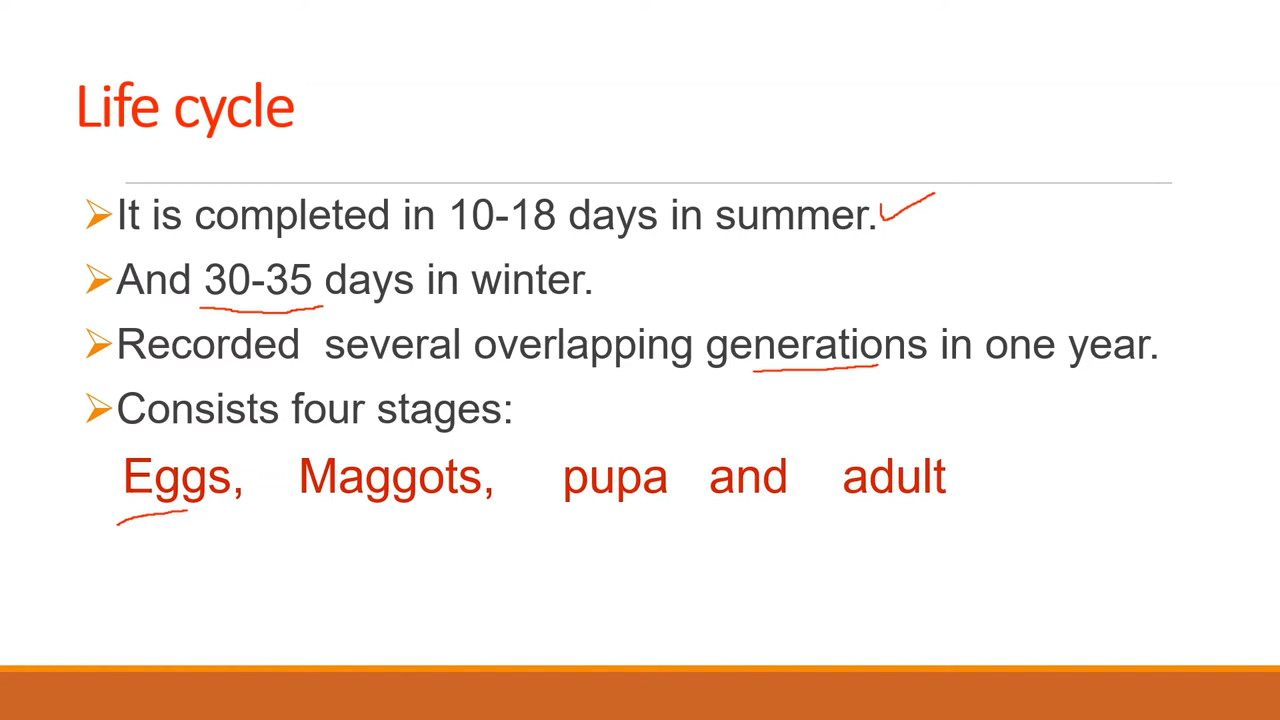 Life cycle
It is completed in 10-18 days in summer.
And 30-35 days in winter.
Recorded several overlapping generations in one year.
Consists four stages:
Eggs, Maggots, pupa and adult